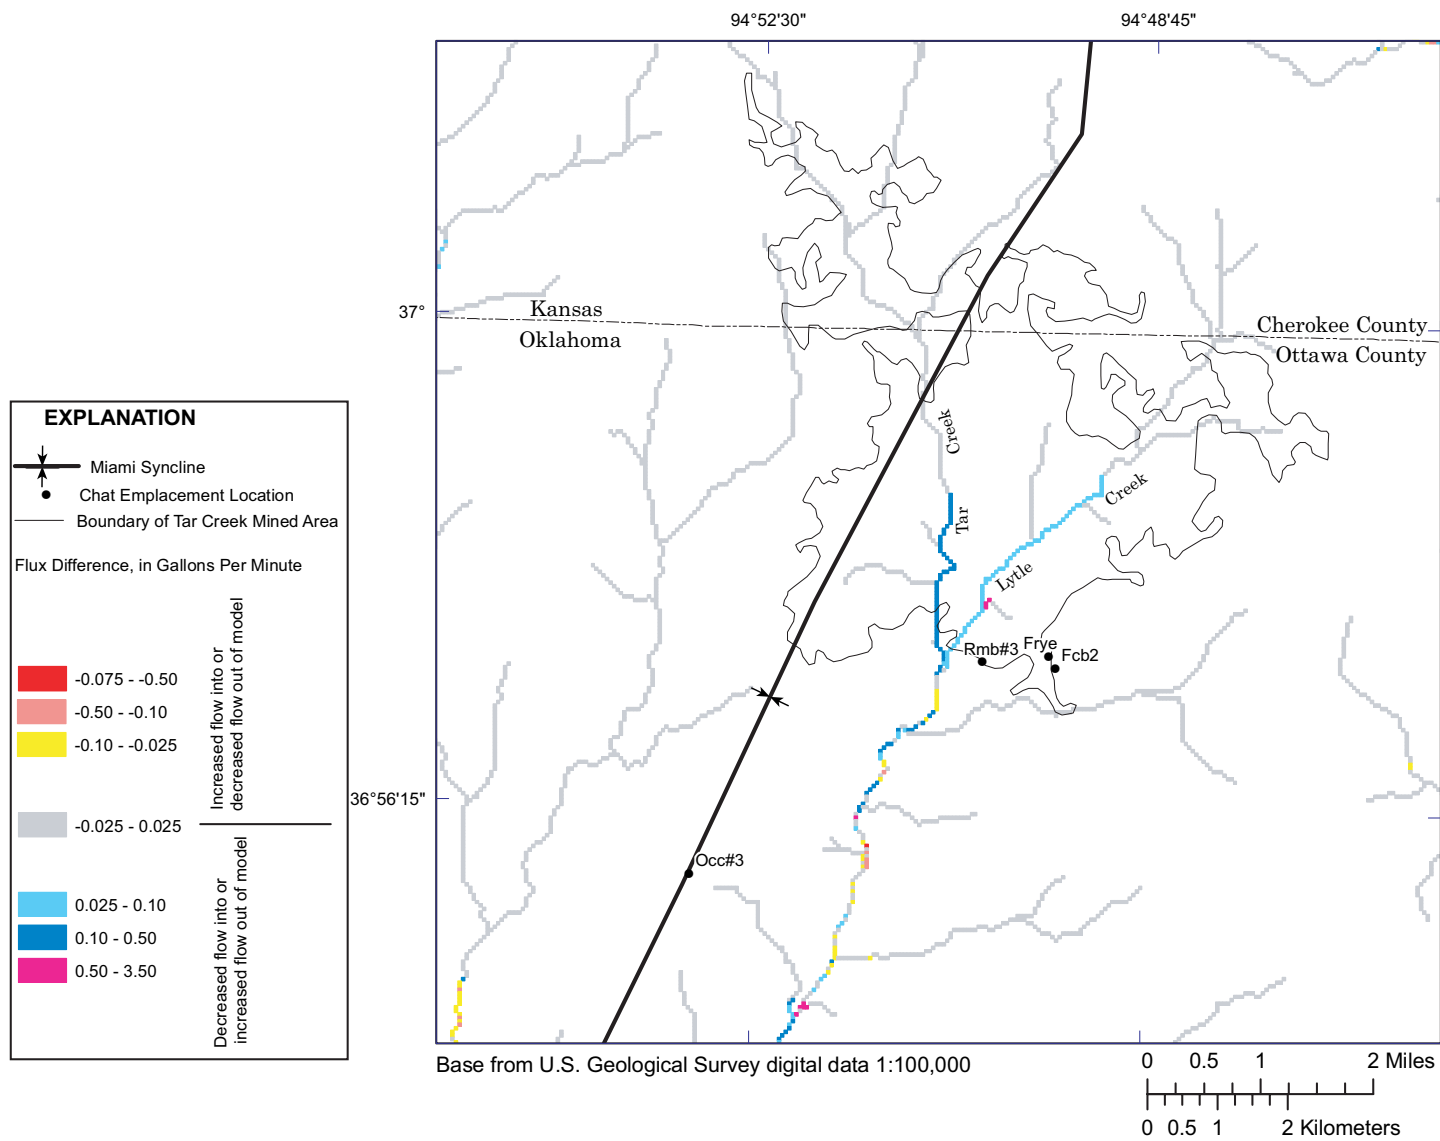 94°52'30"
94°48'45"
37°
Kansas
Oklahoma
Cherokee County
Ottawa County
Creek
Tar
Creek
Lytle
Rmb#3
Frye
Fcb2
36°56'15"
Occ#3
EXPLANATION
Miami Syncline
Chat Emplacement Location
Boundary of Tar Creek Mined Area
Flux Difference, in Gallons Per Minute
-0.075 - -0.50
-0.50 - -0.10
-0.10 - -0.025
-0.025 - 0.025
0.025 - 0.10
0.10 - 0.50
0.50 - 3.50
Increased flow into or
decreased flow out of model
Decreased flow into or
increased flow out of model
Base from U.S. Geological Survey digital data 1:100,000
0 0.5 1 2 Miles
0 0.5 1 2 Kilometers